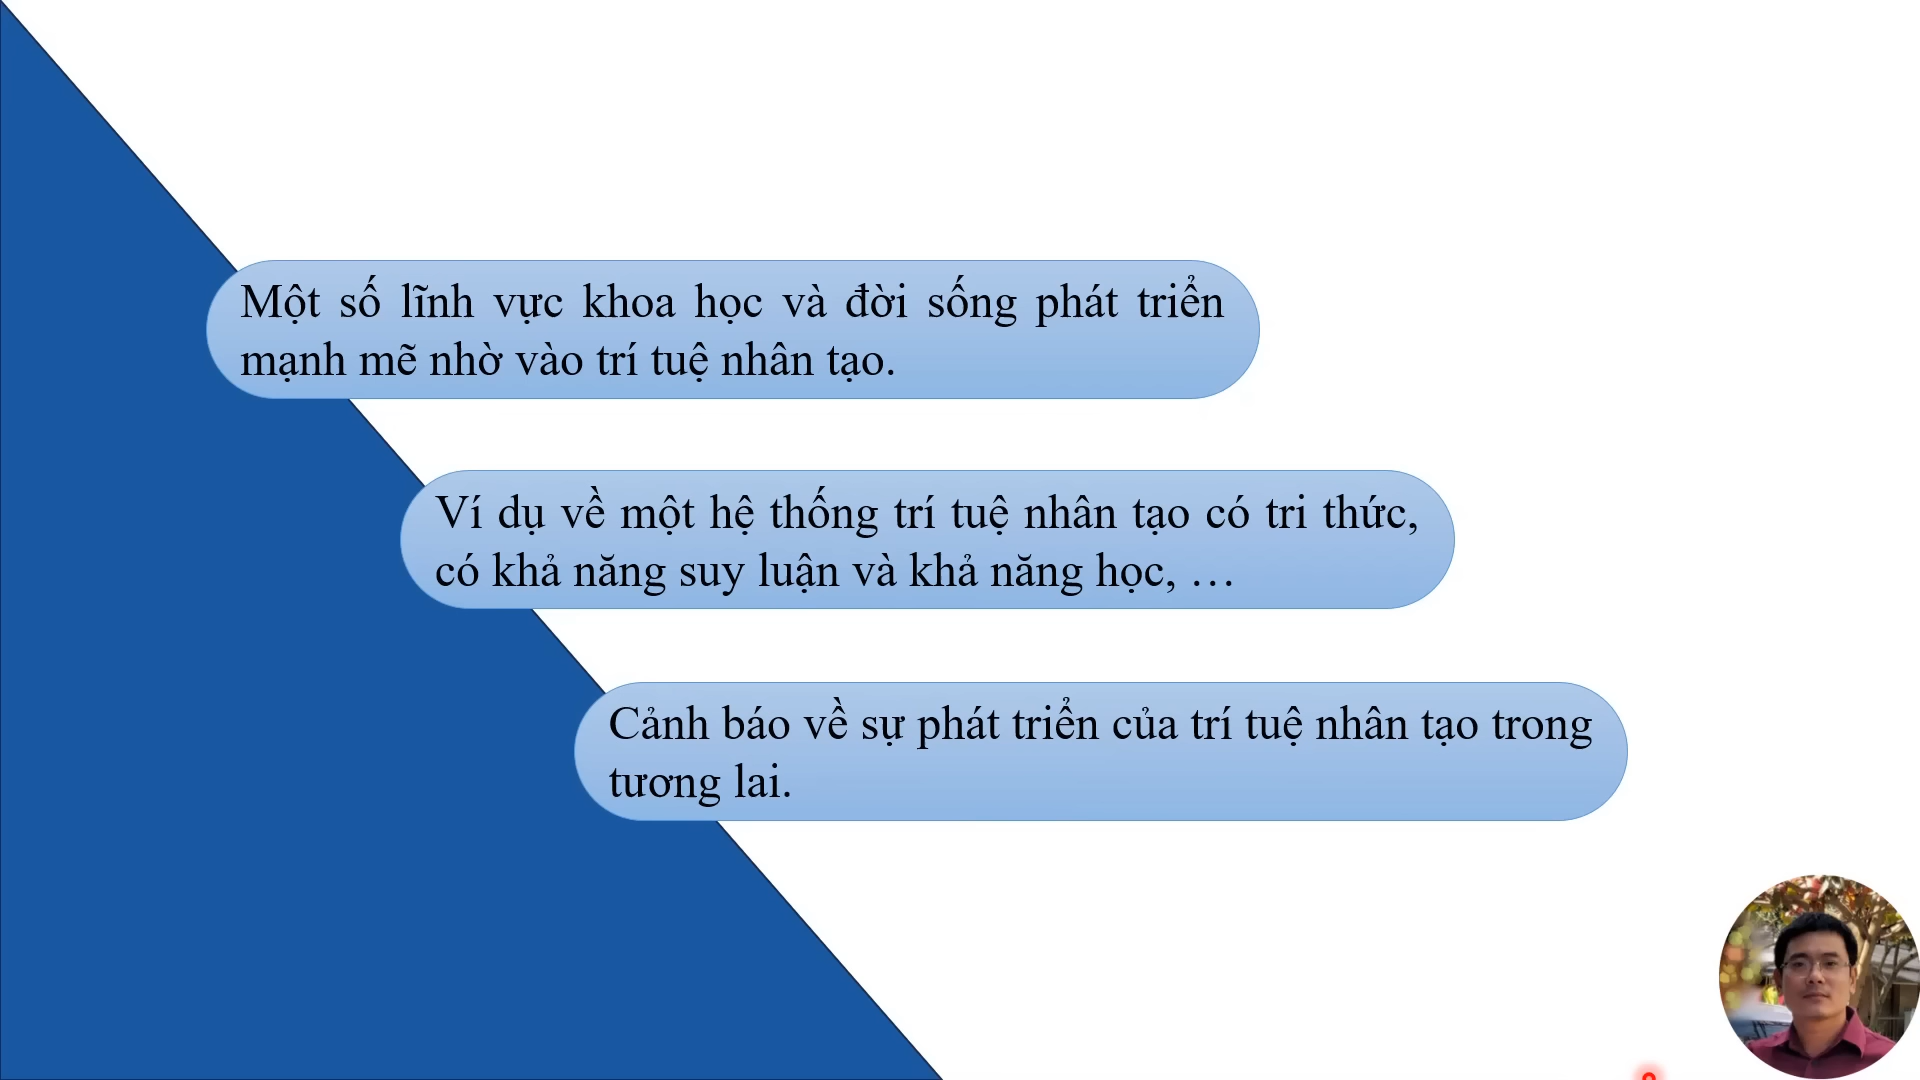 Một số lĩnh vực khoa học và đời sống phát triển
mạnh mẽ nhờ vào trí tuệ nhân tạo.
Ví dụ về một hệ thống trí tuệ nhân tạo có tri thức,
có khả năng suy luận và khả năng học, …
Cảnh báo về sự phát triển của trí tuệ nhân tạo trong
tương lai.